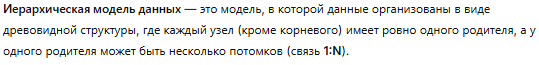 Иерархическая модель данных — это модель, в которой данные организованы в виде
древовидной структуры, где каждый узел (кроме корневого) имеет ровно одного родителя, а у
одного родителя может быть несколько потомков (связь 1:N).